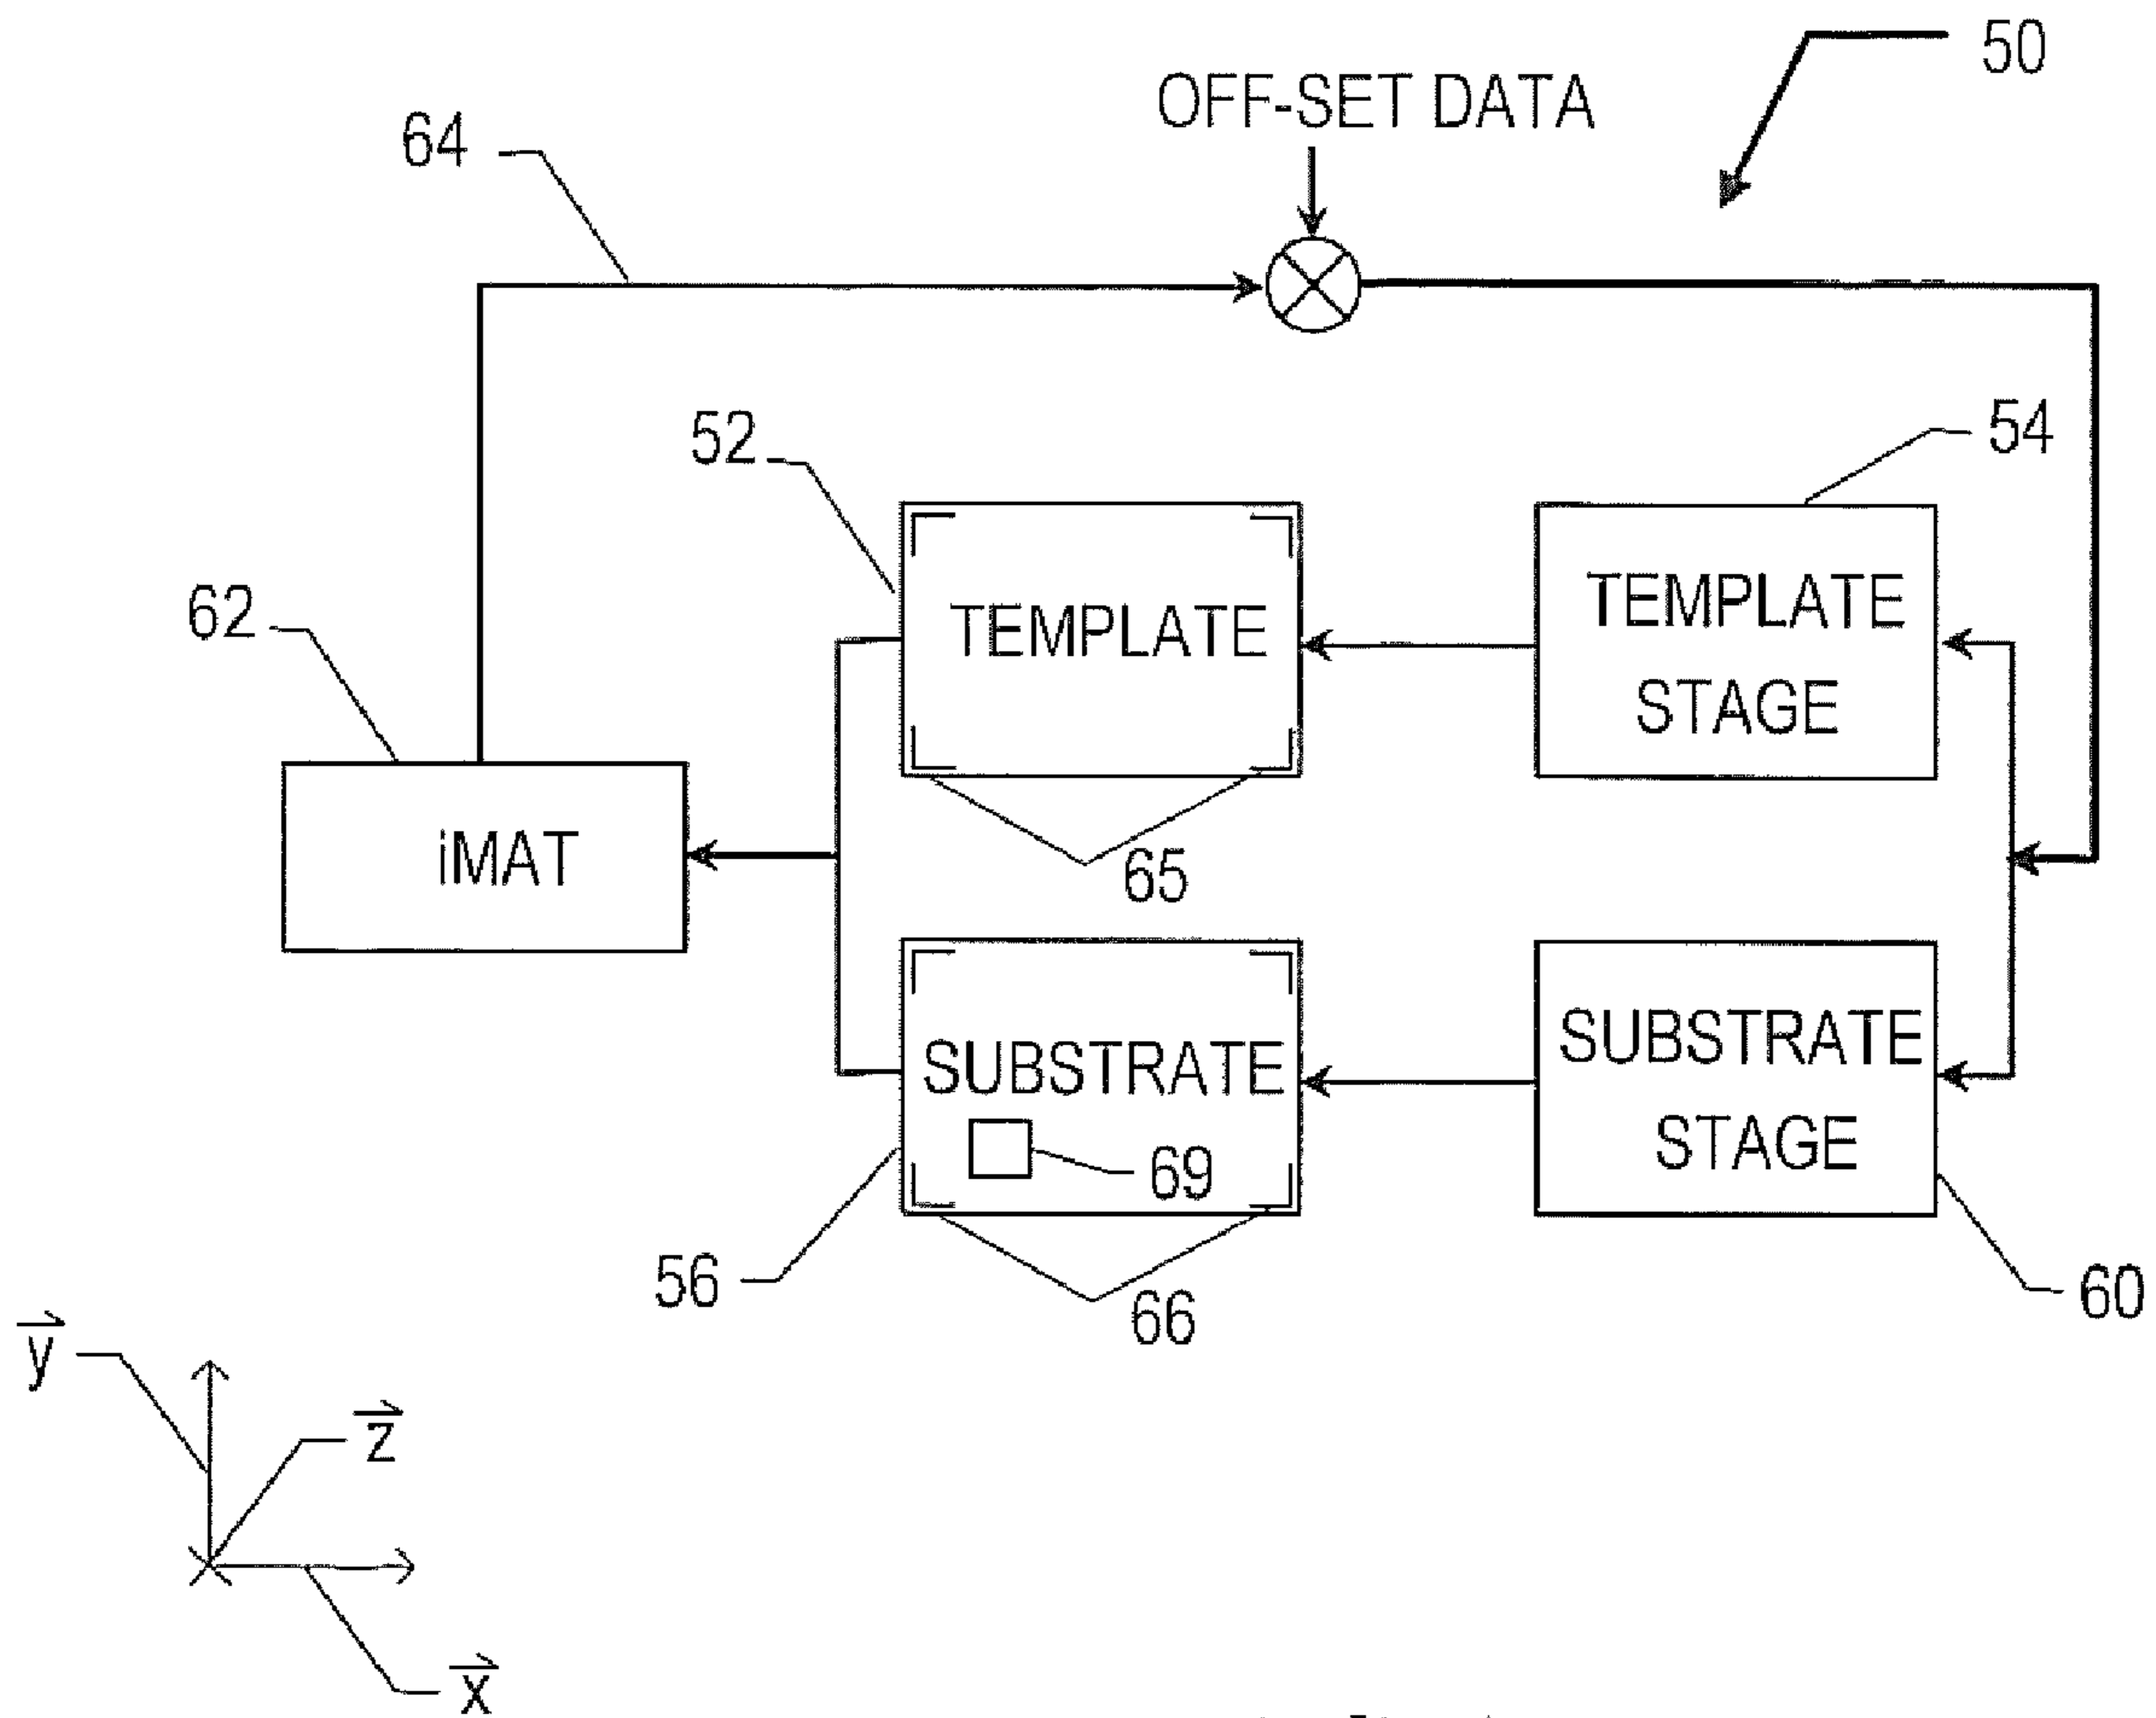 50
OFF-SET DATA
64
52
54
62
TEMPLATE
TEMPLATE
STAGE
iMAT
65
SUBSTRATE
SUBSTRATE
STAGE
69
56
66
60
y
z
x